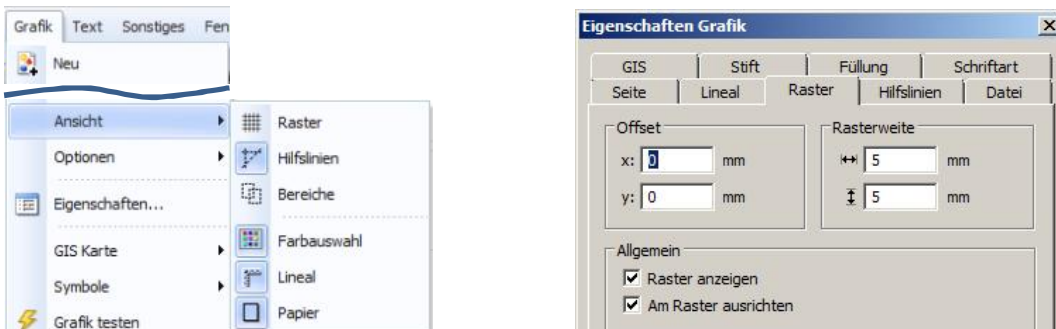 Grafik Text Sonstiges Fen
Neu
Ansicht
Optionen
Eigenschaften...
GIS Karte
Symbole
Grafik testen
Raster
Hilfslinien
Bereiche
Farbauswahl
Lineal
Papier
Eigenschaften Grafik
GIS Stift Füllung Schriftart
Seite Lineal Raster Hilfslinien Datei
Offset
x: 0 mm
y: 0 mm
Rasterweite
5 mm
5 mm
Allgemein
Raster anzeigen
Am Raster ausrichten